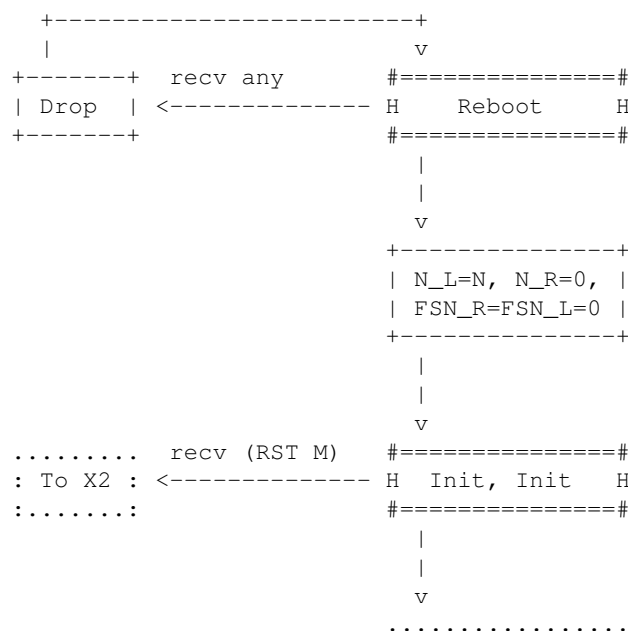 recv any
Drop
Reboot
N_L=N, N_R=0,
FSN_R=FSN_L=0
recv (RST M)
To X2
Init, Init